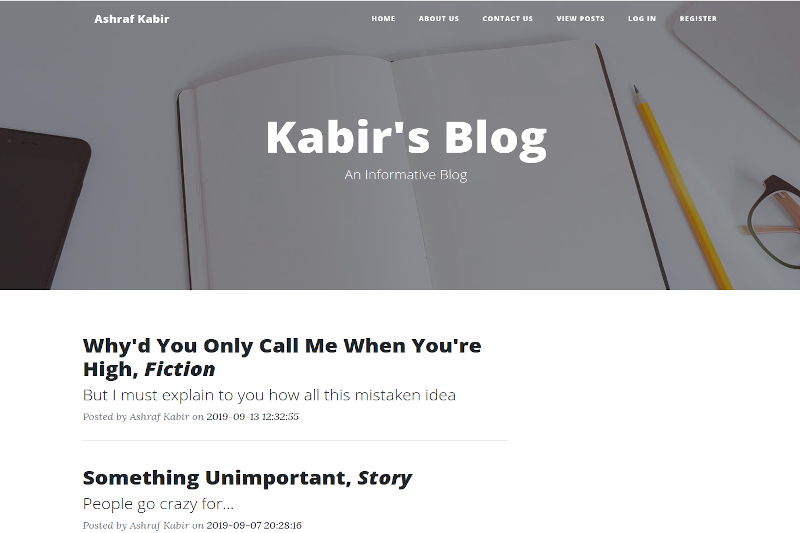 Ashraf Kabir
HOME ABOUT US CONTACT US VIEW POSTS LOG IN REGISTER
Kabir's Blog
An Informative Blog
Why'd You Only Call Me When You're
High, Fiction
But I must explain to you how all this mistaken idea
Posted by Ashraf Kabir on 2019-09-13 12:32:55
Something Unimportant, Story
People go crazy for...
Posted by Ashraf Kabir on 2019-09-07 20:28:16